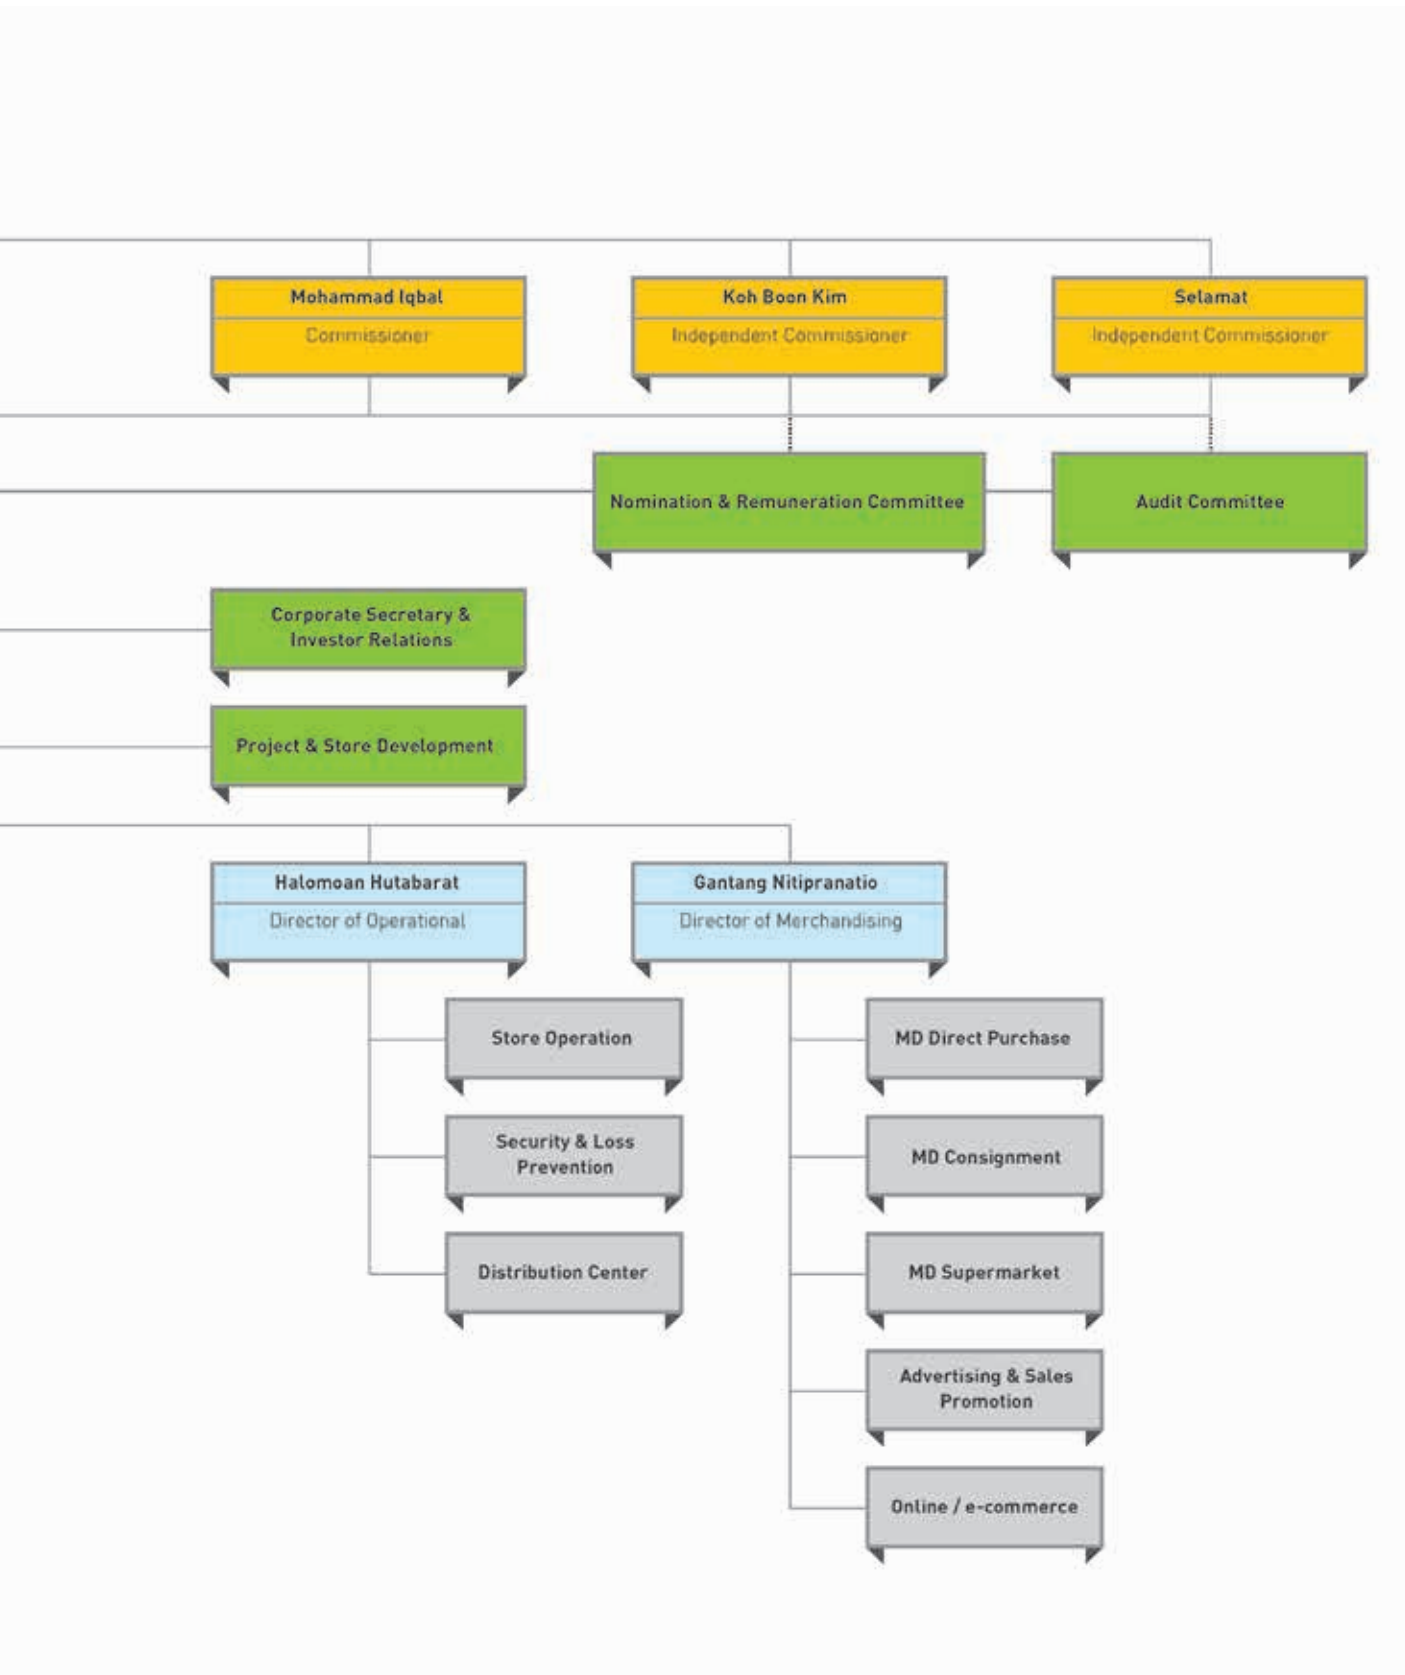 Mohammad Iqbal
Commissioner
Koh Boon Kim
Independent Commissioner
Selamat
Independent Commissioner
Nomination & Remuneration Committee
Audit Committee
Corporate Secretary &
Investor Relations
Project & Store Development
Halomoan Hutabarat
Director of Operational
Gantang Nitipranatio
Director of Merchandising
Store Operation
Security & Loss
Prevention
Distribution Center
MD Direct Purchase
MD Consignment
MD Supermarket
Advertising & Sales
Promotion
Online / e-commerce